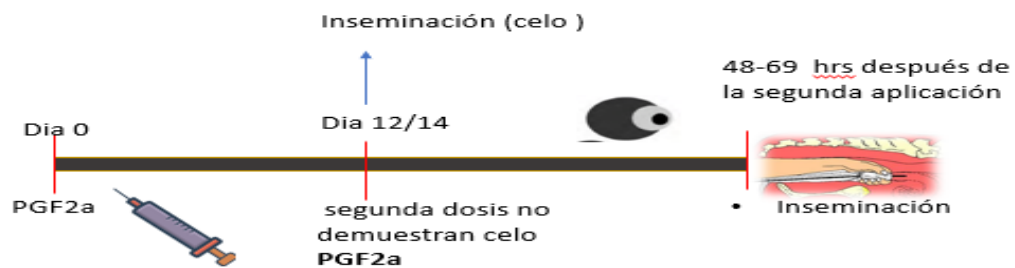 Inseminación (celo )
48-69 hrs después de
la segunda aplicación
Dia 0
Dia 12/14
PGF2a
segunda dosis no
demuestran celo
PGF2a
• Inseminación